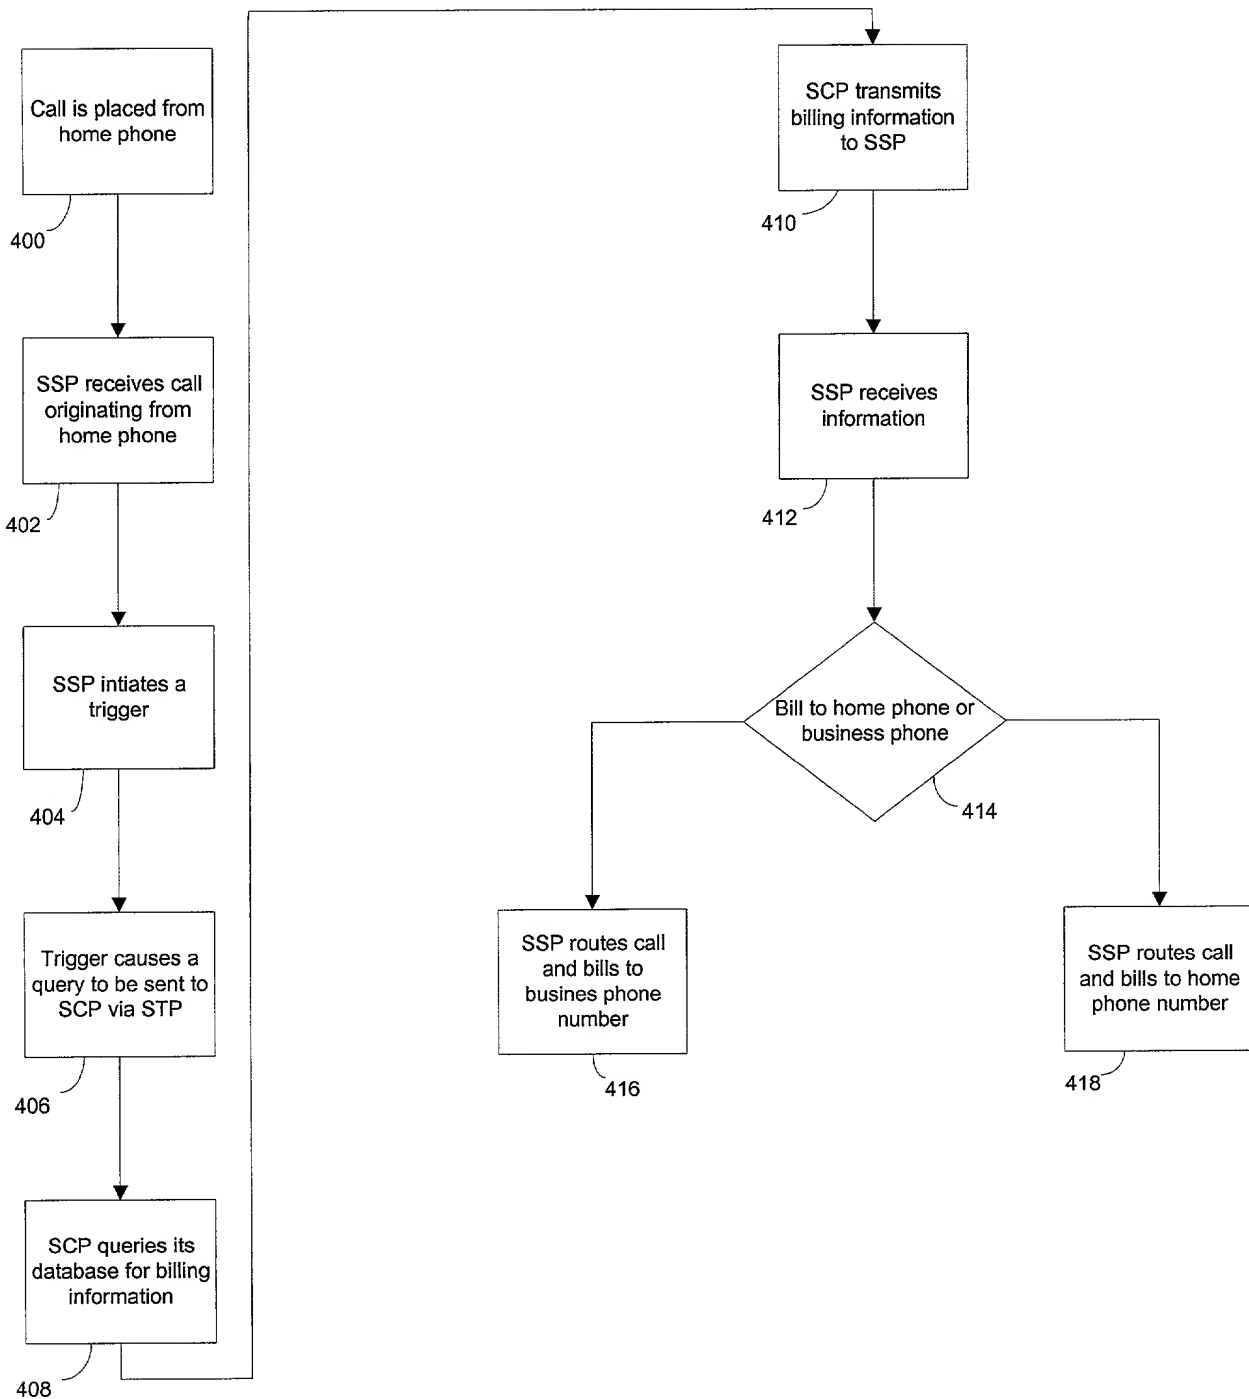 Call is placed from
home phone
400
SSP receives call
originating from
home phone
402
SSP intiates a
trigger
404
Trigger causes a
query to be sent to
SCP via STP
406
SCP queries its
database for billing
information
408
SCP transmits
billing information
to SSP
410
SSP receives
information
412
Bill to home phone or
business phone
414
SSP routes call
and bills to
busines phone
number
416
SSP routes call
and bills to home
phone number
418